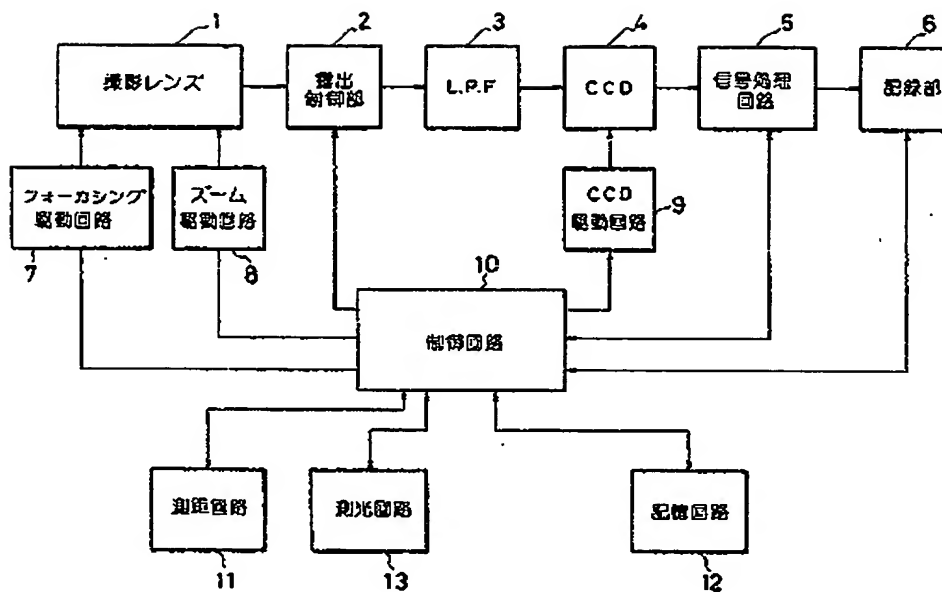 1
2
3
4
5
6
撮影レンズ
露出
制御部
L.P.F
CCD
信号処理
回路
記録部
フォーカシング
駆動回路
7
ズーム
駆動回路
8
CCD
駆動回路
9
10
制御回路
測距回路
11
測光回路
13
記憶回路
12